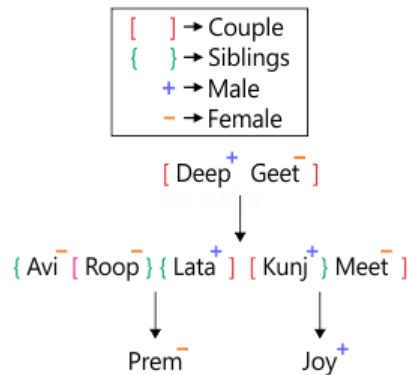 [ ] → Couple
{ } → Siblings
+ → Male
− → Female
[ Deep+ Geet− ]
{ Avi− [ Roop− } { Lata+ ] [ Kunj+ } Meet− ]
Prem− Joy+